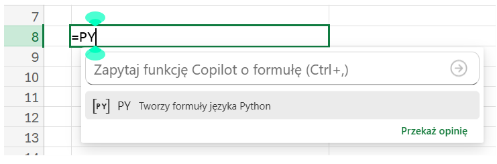 7
8
=PY
9
Zapytaj funkcję Copilot o formułę (Ctrl+,)
10
11
[PY] PY Tworzy formuły języka Python
12
13
Przekaż opinię